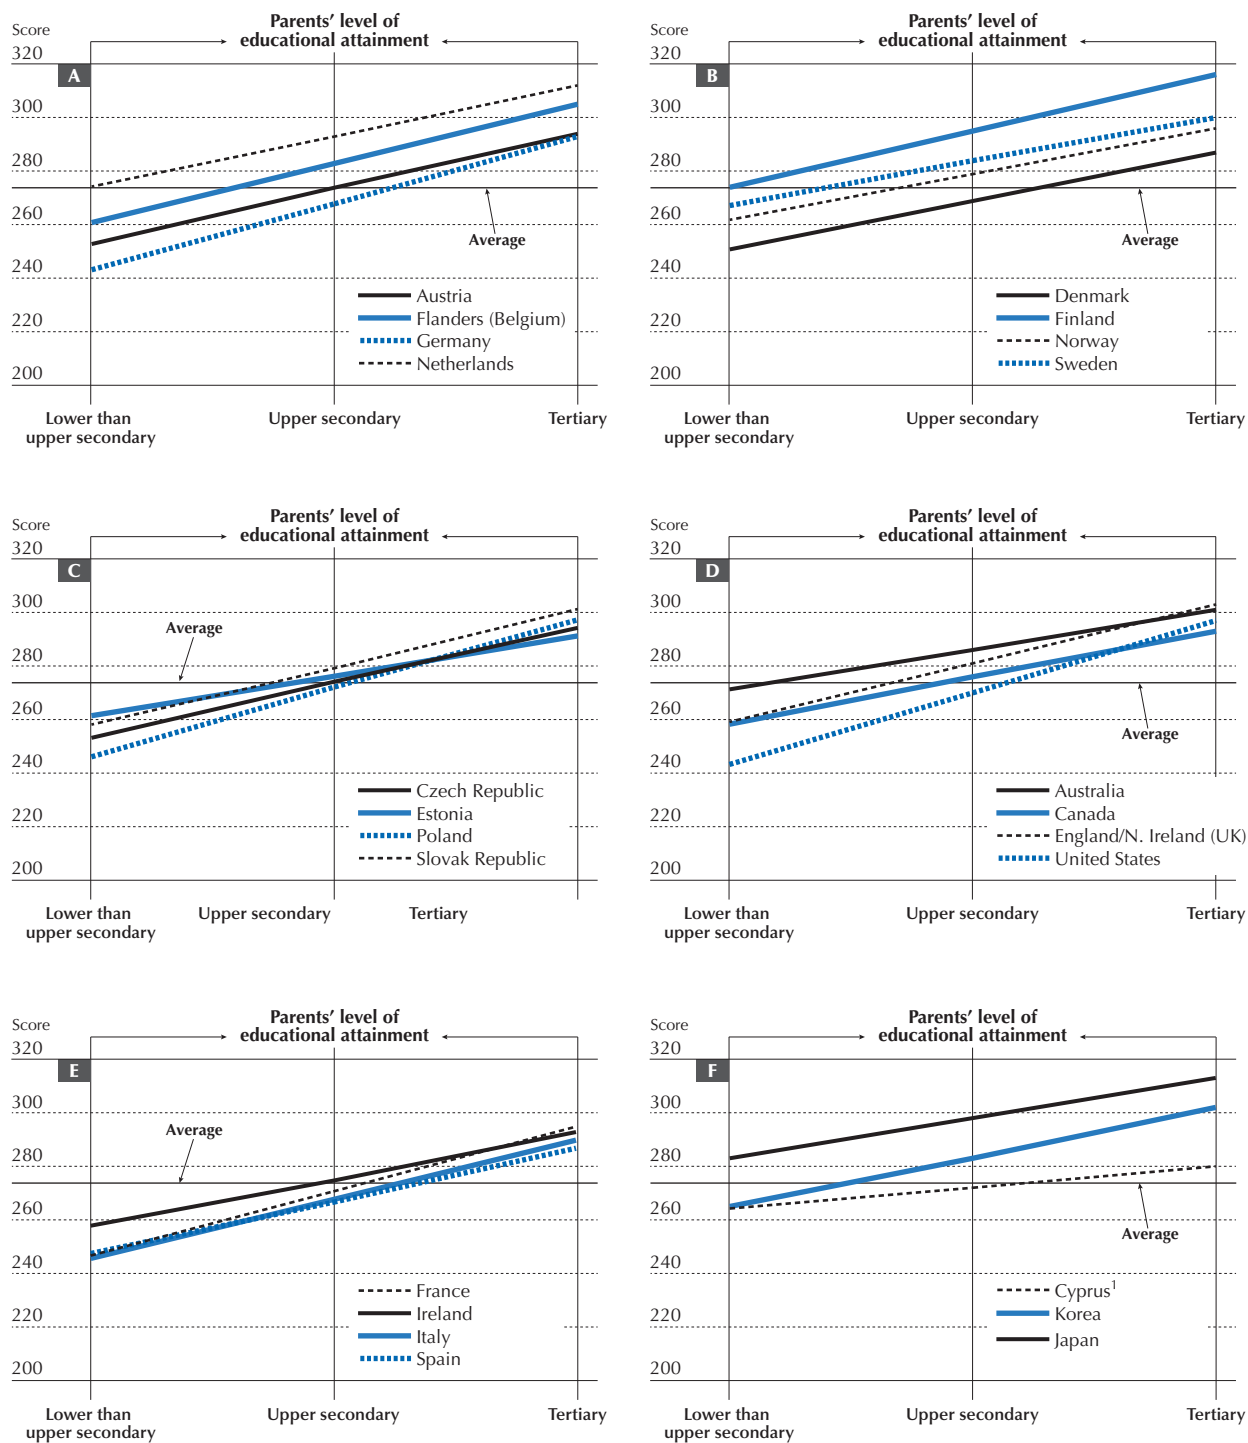 Parents' level of
educational attainment
Score
320
A
300
280
260
Average
240
Austria
Flanders (Belgium)
220
Germany
Netherlands
200
Lower than
upper secondary
Upper secondary
Tertiary
Parents' level of
educational attainment
Score
320
B
300
280
260
Average
240
Denmark
Finland
220
Norway
Sweden
200
Lower than
upper secondary
Upper secondary
Tertiary
Parents' level of
educational attainment
Score
320
C
300
Average
280
260
240
Czech Republic
Estonia
220
Poland
Slovak Republic
200
Lower than
upper secondary
Upper secondary
Tertiary
Parents' level of
educational attainment
Score
320
D
300
280
260
Average
240
Australia
Canada
220
England/N. Ireland (UK)
United States
200
Lower than
upper secondary
Upper secondary
Tertiary
Parents' level of
educational attainment
Score
320
E
300
Average
280
260
240
France
Ireland
220
Italy
Spain
200
Lower than
upper secondary
Upper secondary
Tertiary
Parents' level of
educational attainment
Score
320
F
300
280
260
Average
240
Cyprus1
Korea
220
Japan
200
Lower than
upper secondary
Upper secondary
Tertiary